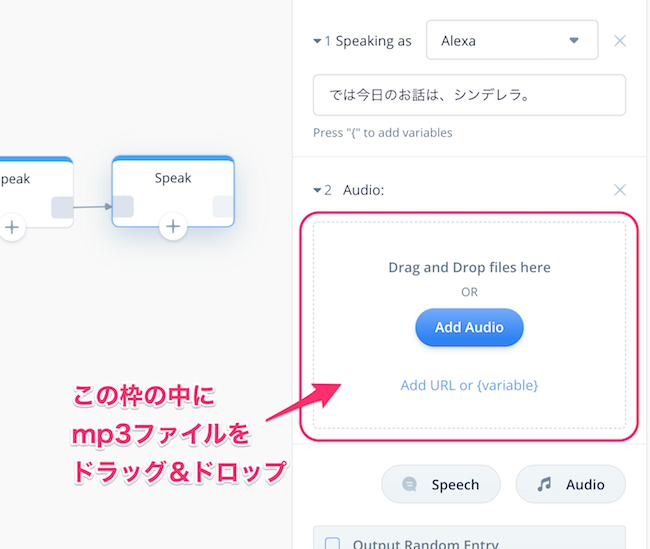 1 Speaking as
Alexa
では今日のお話は、シンデレラ。
Press "{" to add variables
peak
Speak
2 Audio:
Drag and Drop files here
OR
Add Audio
Add URL or {variable}
この枠の中に
mp3ファイルを
ドラッグ＆ドロップ
Speech
Audio
Output Random Entry